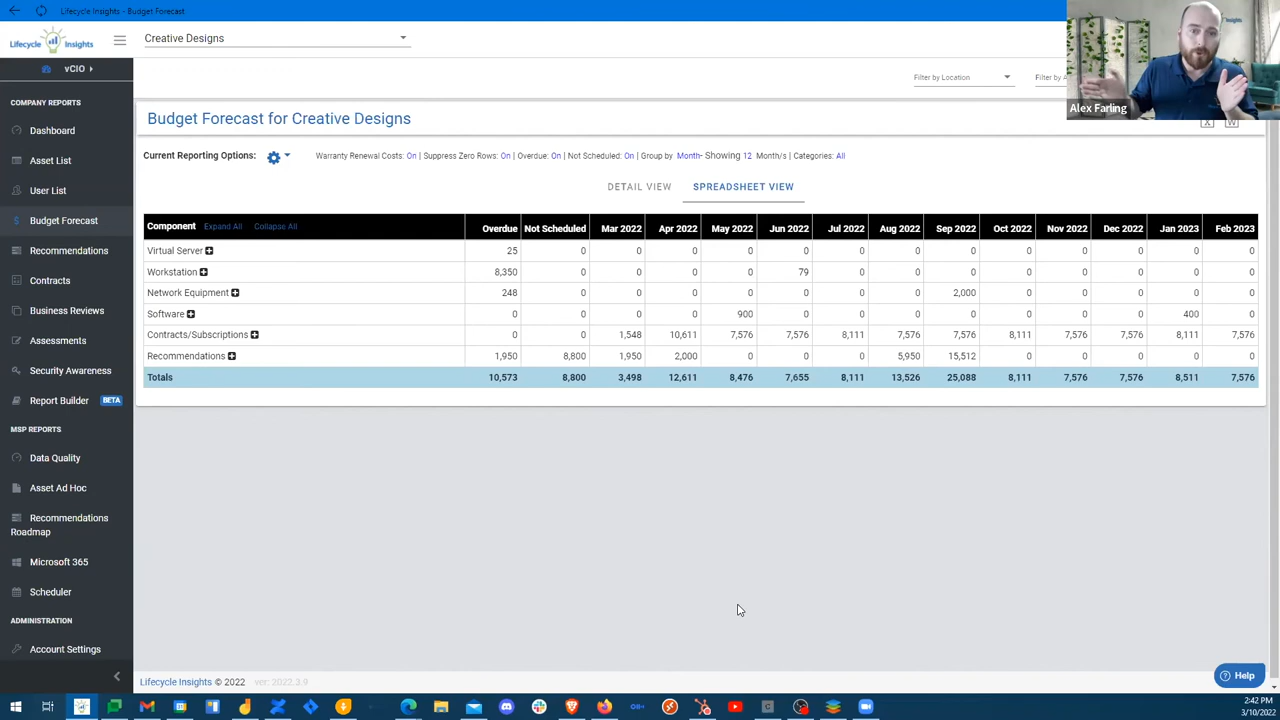 Lifecycle Insights - Budget Forecast
Lifecycle Insights
Creative Designs
vCIO
Filter by Location
Filter by A
Insights
Alex Farling
COMPANY REPORTS
Dashboard
Asset List
User List
Budget Forecast
Recommendations
Contracts
Business Reviews
Assessments
Security Awareness
Report Builder BETA
MSP REPORTS
Data Quality
Asset Ad Hoc
Recommendations
Roadmap
Microsoft 365
Scheduler
ADMINISTRATION
Account Settings
Budget Forecast for Creative Designs
X W
Current Reporting Options: Warranty Renewal Costs: On | Suppress Zero Rows: On | Overdue: On | Not Scheduled: On | Group by Month- Showing 12 Month/s | Categories: All
DETAIL VIEW SPREADSHEET VIEW
Component Expand All Collapse All Overdue Not Scheduled Mar 2022 Apr 2022 May 2022 Jun 2022 Jul 2022 Aug 2022 Sep 2022 Oct 2022 Nov 2022 Dec 2022 Jan 2023 Feb 2023
Virtual Server 25 0 0 0 0 0 0 0 0 0 0 0 0 0
Workstation 8,350 0 0 0 0 79 0 0 0 0 0 0 0 0
Network Equipment 248 0 0 0 0 0 0 0 2,000 0 0 0 0 0
Software 0 0 0 0 900 0 0 0 0 0 0 0 400 0
Contracts/Subscriptions 0 0 1,548 10,611 7,576 7,576 8,111 7,576 7,576 8,111 7,576 7,576 8,111 7,576
Recommendations 1,950 8,800 1,950 2,000 0 0 0 5,950 15,512 0 0 0 0 0
Totals 10,573 8,800 3,498 12,611 8,476 7,655 8,111 13,526 25,088 8,111 7,576 7,576 8,511 7,576
Lifecycle Insights © 2022 ver: 2022.3.9
Help
2:42 PM
3/10/2022